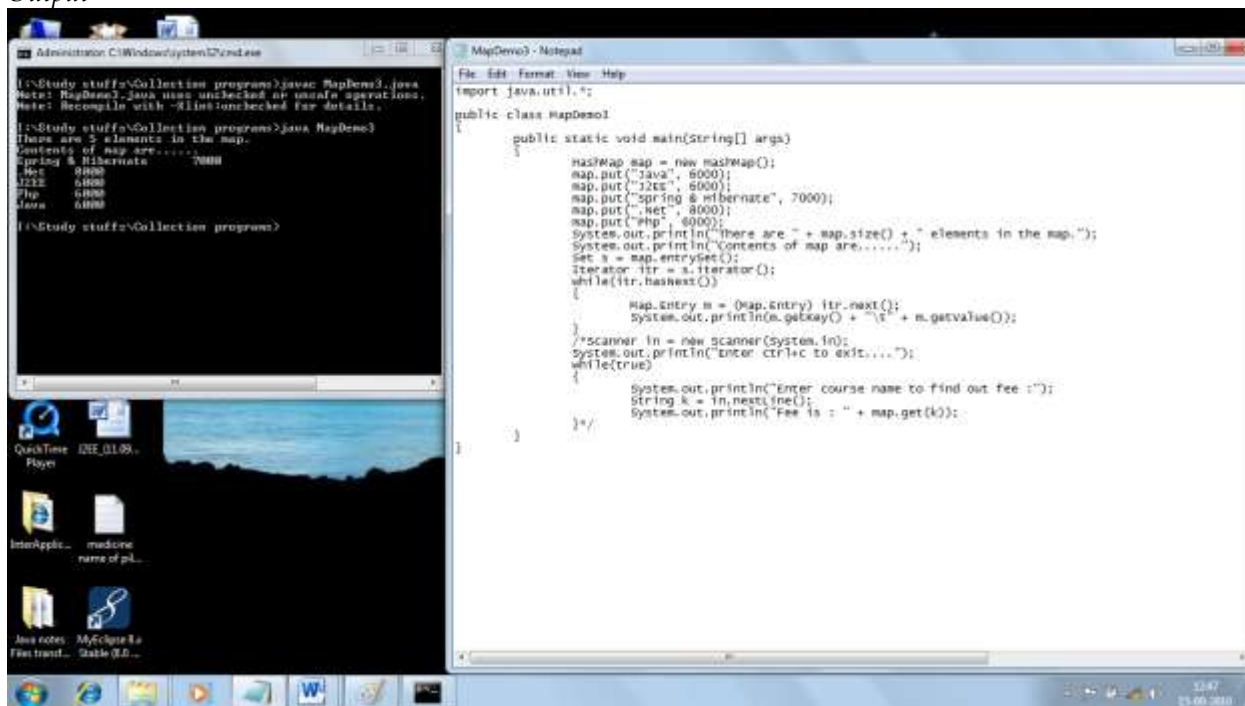 Output
Administrator: C:\Windows\system32\cmd.exe
I:\Study stuffs\Collection programs>javac MapDemo3.java
Note: MapDemo3.java uses unchecked or unsafe operations.
Note: Recompile with -Xlint:unchecked for details.
I:\Study stuffs\Collection programs>java MapDemo3
There are 5 elements in the map.
Contents of map are......
Spring & Hibernate 7000
.Net 8000
J2EE 6000
Php 6000
Java 6000
I:\Study stuffs\Collection programs>
MapDemo3 - Notepad
File Edit Format View Help
import java.util.*;
public class MapDemo3
{
public static void main(String[] args)
{
HashMap map = new HashMap();
map.put("Java", 6000);
map.put("J2EE", 6000);
map.put("Spring & Hibernate", 7000);
map.put(".Net", 8000);
map.put("Php", 6000);
System.out.println("There are " + map.size() + " elements in the map.");
System.out.println("Contents of map are......");
Set s = map.entrySet();
Iterator itr = s.iterator();
while(itr.hasNext())
{
Map.Entry m = (Map.Entry) itr.next();
System.out.println(m.getKey() + "\t" + m.getValue());
}
/*Scanner in = new Scanner(System.in);
System.out.println("Enter ctrl+c to exit....");
while(true)
{
System.out.println("Enter course name to find out fee :");
String k = in.nextLine();
System.out.println("Fee is : " + map.get(k));
}*/
}
}
QuickTime
Player
InterApplic...
medicine
name of pil...
Java notes
Files transf...
MyEclipse 8.x
Stable (8.0 ...
12:47